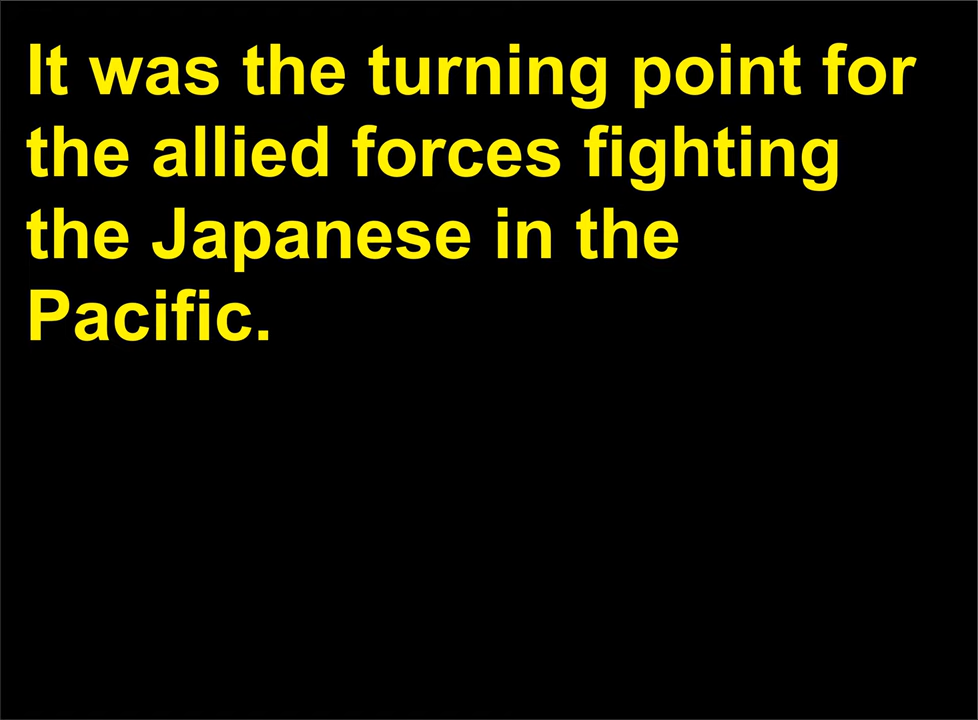 It was the turning point for
the allied forces fighting
the Japanese in the
Pacific.